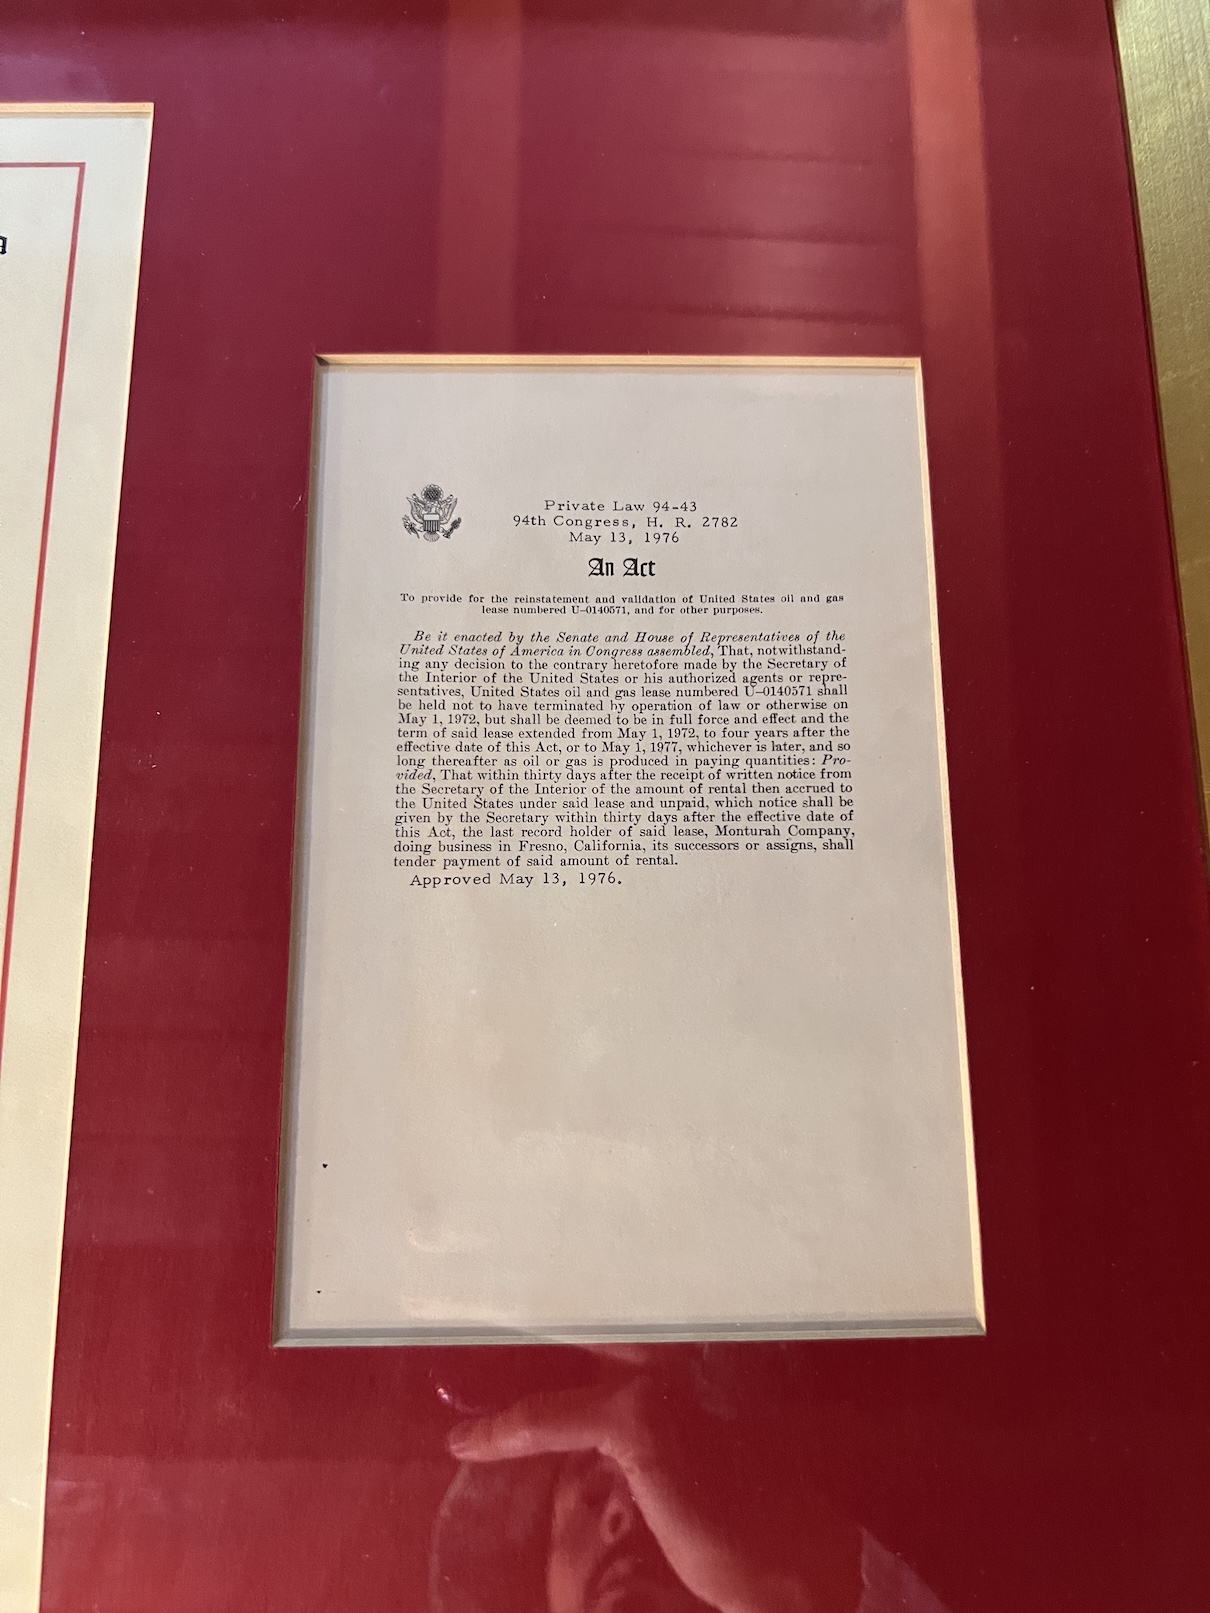 Private Law 94-43
94th Congress, H. R. 2782
May 13, 1976
An Act
To provide for the reinstatement and validation of United States oil and gas
lease numbered U–0140571, and for other purposes.
Be it enacted by the Senate and House of Representatives of the
United States of America in Congress assembled, That, notwithstand-
ing any decision to the contrary heretofore made by the Secretary of
the Interior of the United States or his authorized agents or repre-
sentatives, United States oil and gas lease numbered U–0140571 shall
be held not to have terminated by operation of law or otherwise on
May 1, 1972, but shall be deemed to be in full force and effect and the
term of said lease extended from May 1, 1972, to four years after the
effective date of this Act, or to May 1, 1977, whichever is later, and so
long thereafter as oil or gas is produced in paying quantities: Pro-
vided, That within thirty days after the receipt of written notice from
the Secretary of the Interior of the amount of rental then accrued to
the United States under said lease and unpaid, which notice shall be
given by the Secretary within thirty days after the effective date of
this Act, the last record holder of said lease, Monturah Company,
doing business in Fresno, California, its successors or assigns, shall
tender payment of said amount of rental.
Approved May 13, 1976.